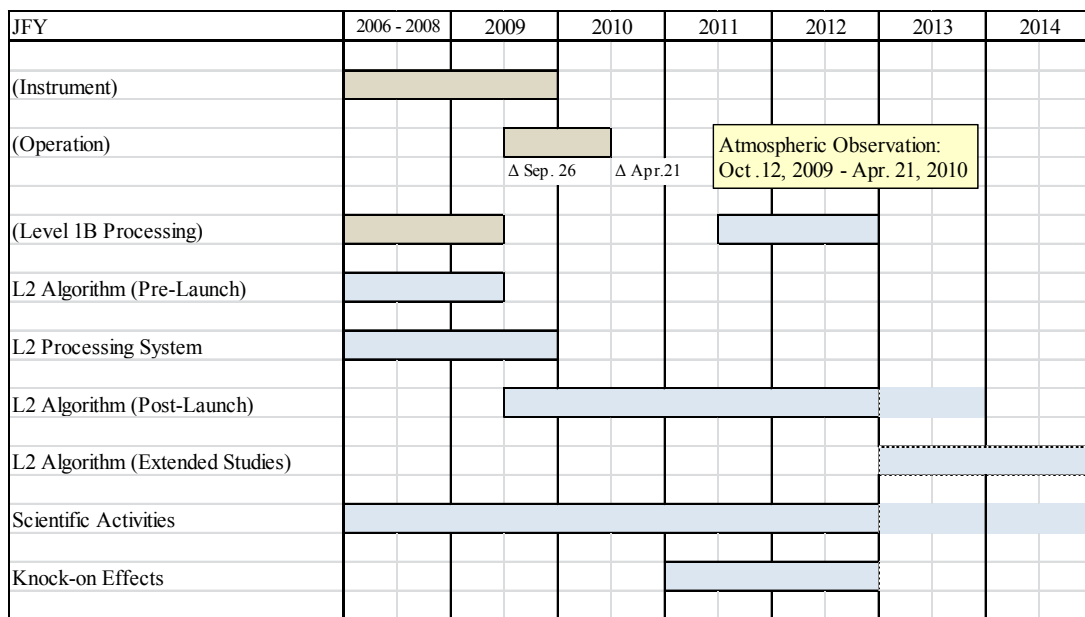 JFY 2006 - 2008 2009 2010 2011 2012 2013 2014
(Instrument)
(Operation)
Atmospheric Observation:
Oct .12, 2009 - Apr. 21, 2010
Δ Sep. 26 Δ Apr.21
(Level 1B Processing)
L2 Algorithm (Pre-Launch)
L2 Processing System
L2 Algorithm (Post-Launch)
L2 Algorithm (Extended Studies)
Scientific Activities
Knock-on Effects